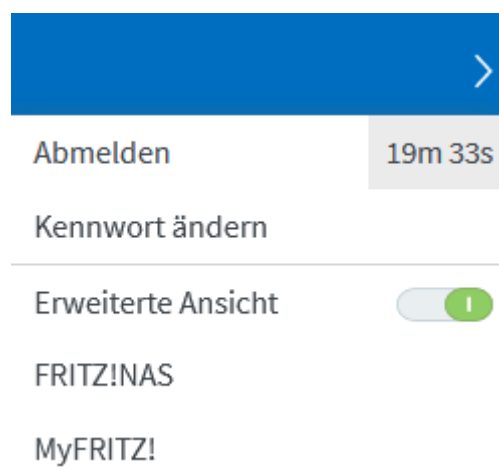 Abmelden 19m 33s
Kennwort ändern
Erweiterte Ansicht
FRITZ!NAS
MyFRITZ!